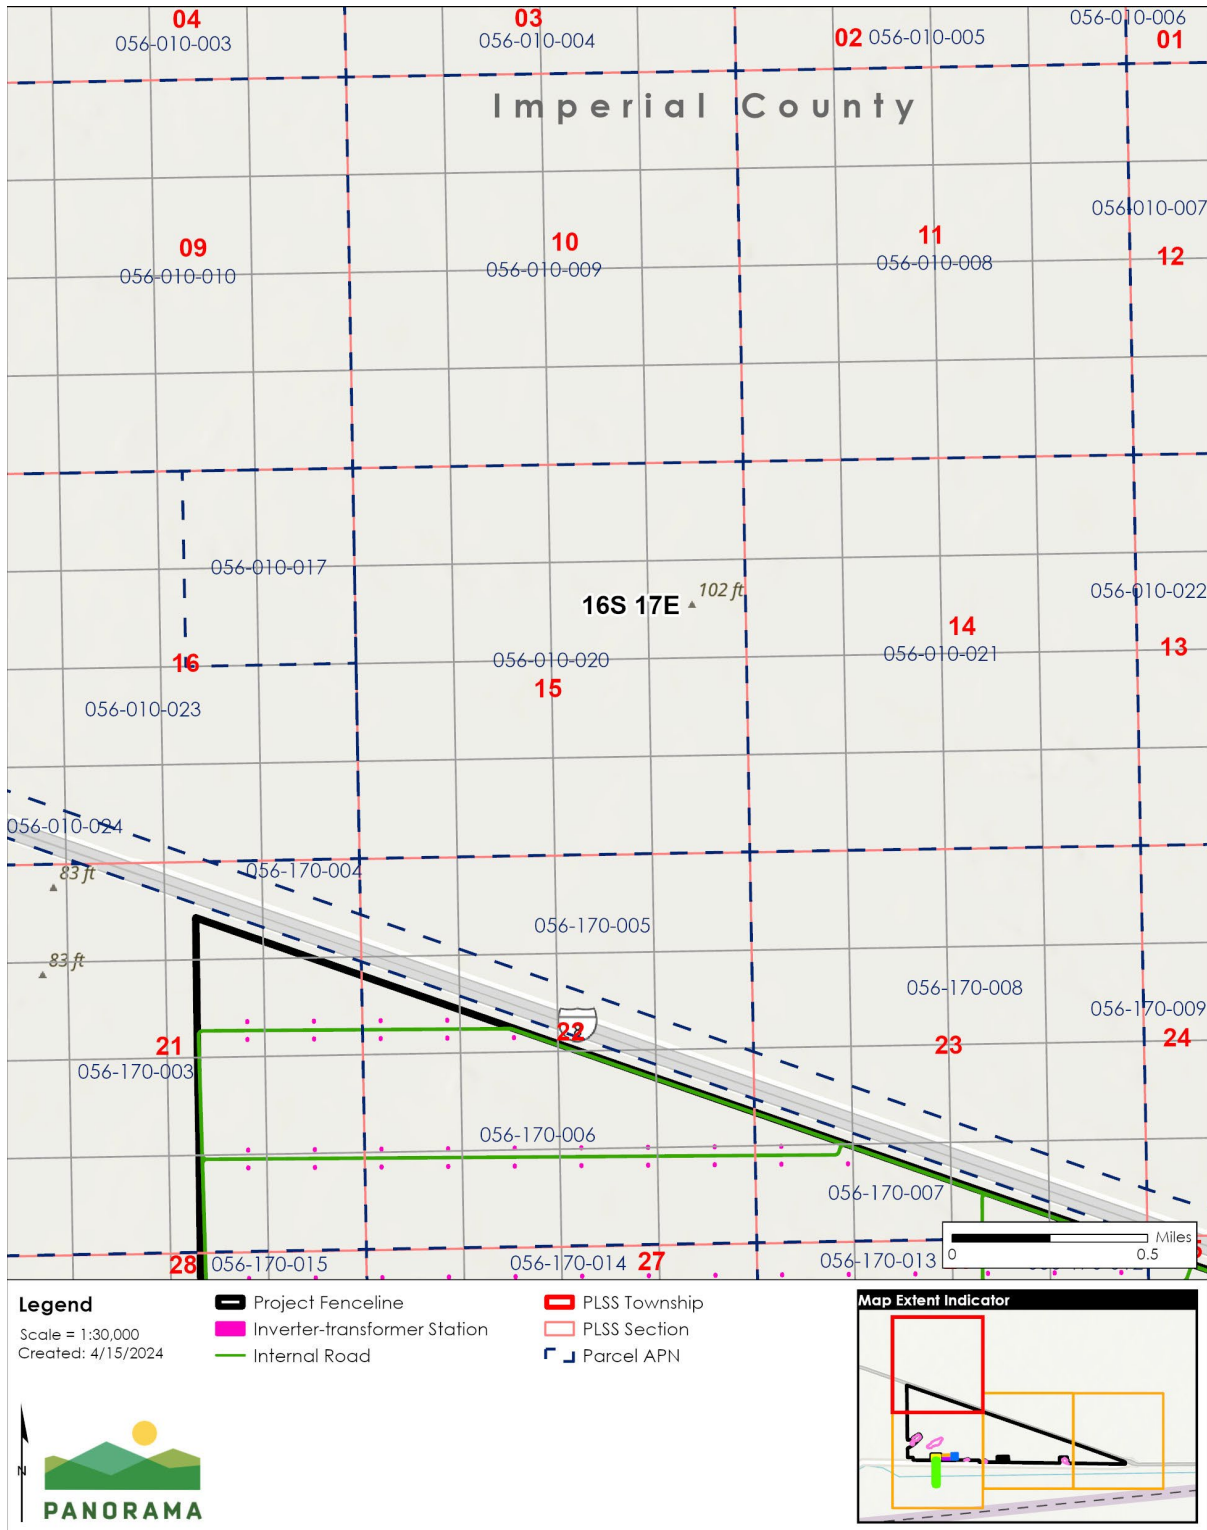 04
03
056-010-006
056-010-003
056-010-004
02 056-010-005
01
Imperial County
056-010-007
09
10
11
12
056-010-010
056-010-009
056-010-008
056-010-017
16S 17E
102 ft
056-010-022
14
13
16
056-010-020
056-010-021
15
056-010-023
056-010-024
83 ft
056-170-004
056-170-005
83 ft
056-170-008
056-170-009
22
21
23
24
056-170-003
056-170-006
056-170-007
28
056-170-015
056-170-014
27
056-170-013
Miles
0
0.5
Legend
Scale = 1:30,000
Created: 4/15/2024
Project Fenceline
Inverter-transformer Station
Internal Road
PLSS Township
PLSS Section
Parcel APN
Map Extent Indicator
N
PANORAMA